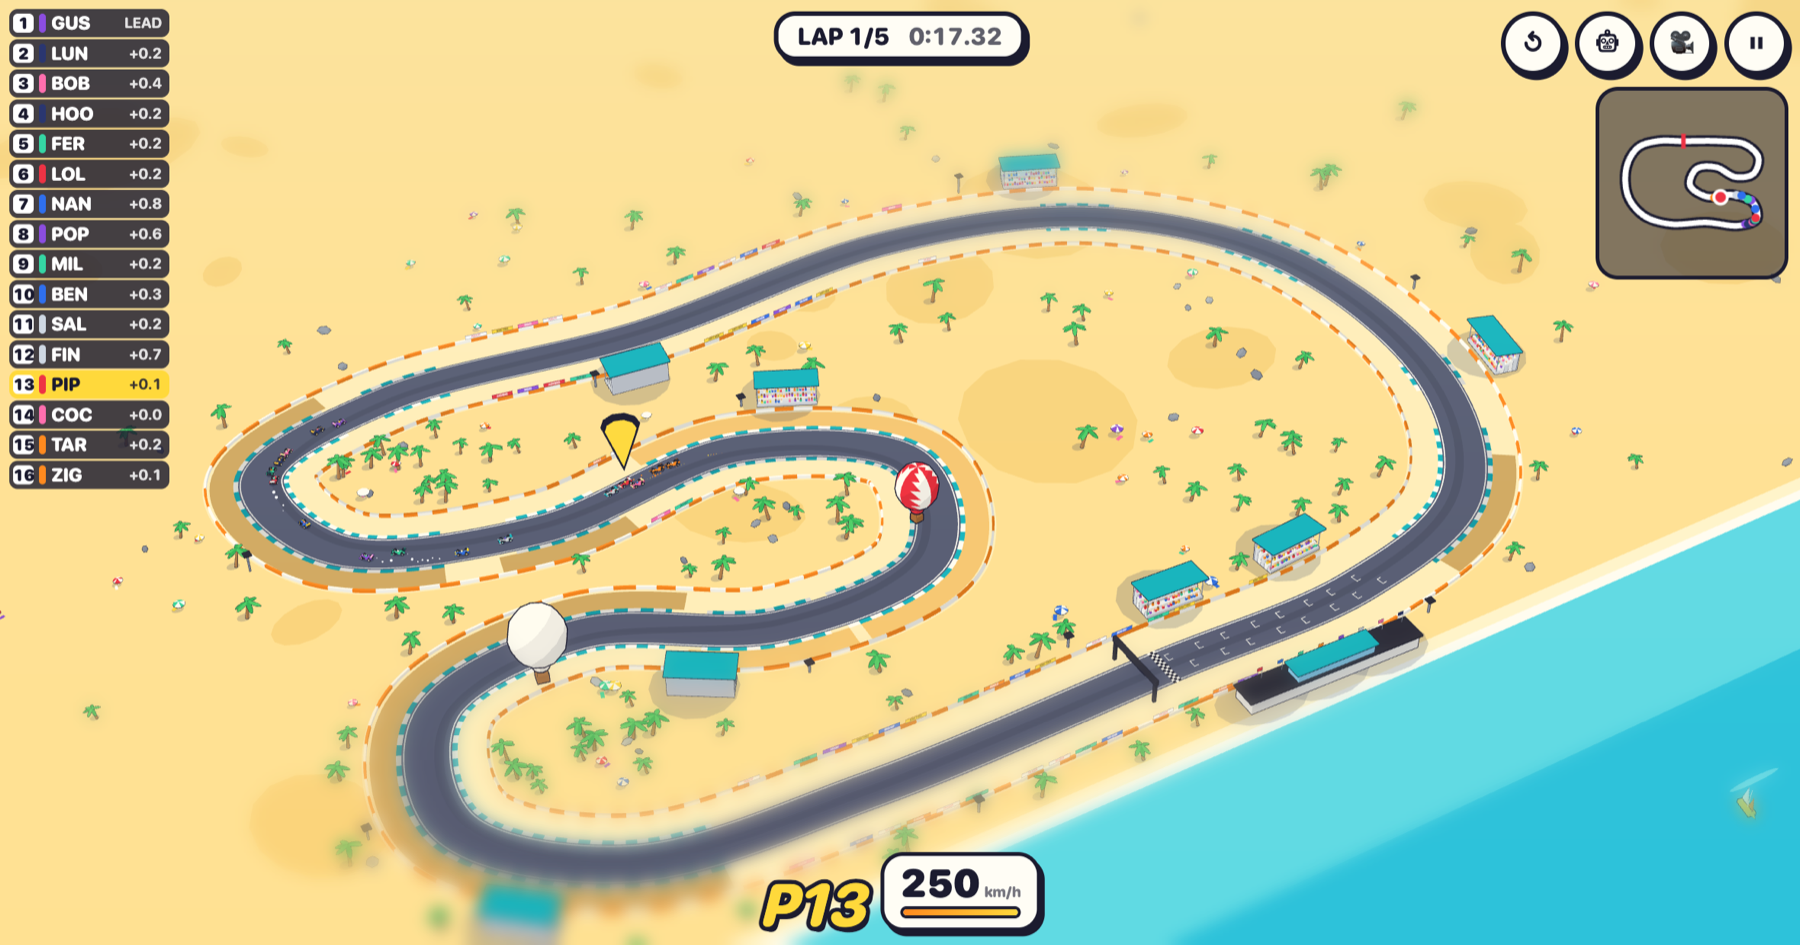 1 GUS LEAD
2 LUN +0.2
3 BOB +0.4
4 HOO +0.2
5 FER +0.2
6 LOL +0.2
7 NAN +0.8
8 POP +0.6
9 MIL +0.2
10 BEN +0.3
11 SAL +0.2
12 FIN +0.7
13 PIP +0.1
14 COC +0.0
15 TAR +0.2
16 ZIG +0.1
LAP 1/5 0:17.32
P13
250 km/h